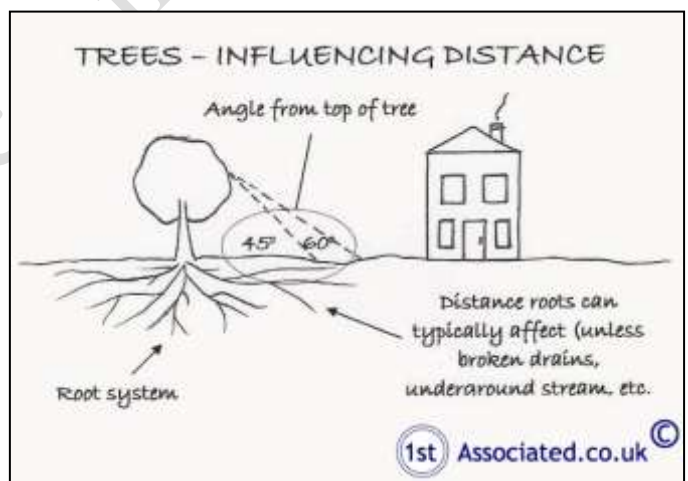 TREES – INFLUENCING DISTANCE
Angle from top of tree
45°
60°
Distance roots can
typically affect (unless
broken drains,
underaround stream, etc.
Root system
1st Associated.co.uk ©